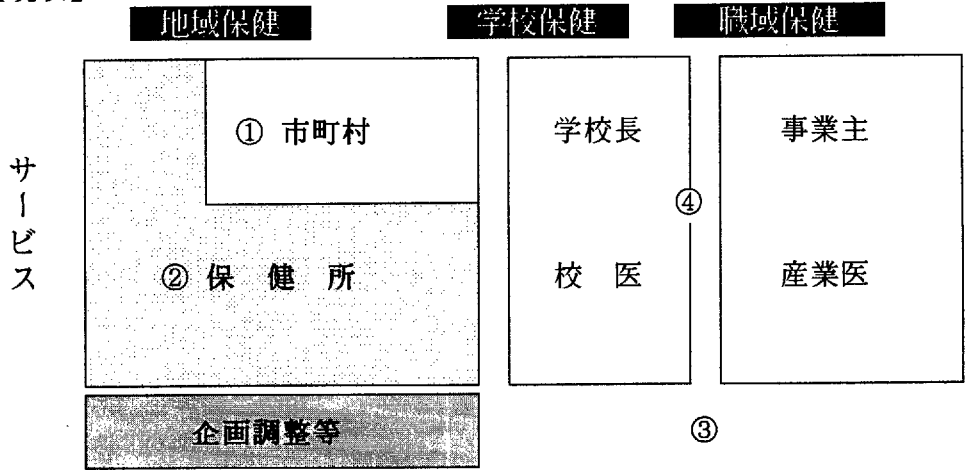 地域保健
学校保健
職域保健
サービス
① 市町村
② 保 健 所
学校長
校 医
④
事業主
産業医
企画調整等
③